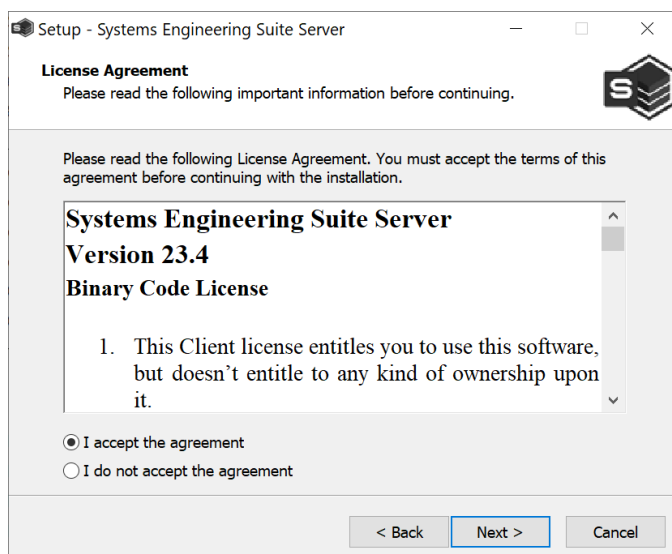 Setup - Systems Engineering Suite Server
License Agreement
Please read the following important information before continuing.
S
Please read the following License Agreement. You must accept the terms of this
agreement before continuing with the installation.
Systems Engineering Suite Server
Version 23.4
Binary Code License
1. This Client license entitles you to use this software,
but doesn’t entitle to any kind of ownership upon
it.
I accept the agreement
I do not accept the agreement
< Back Next > Cancel